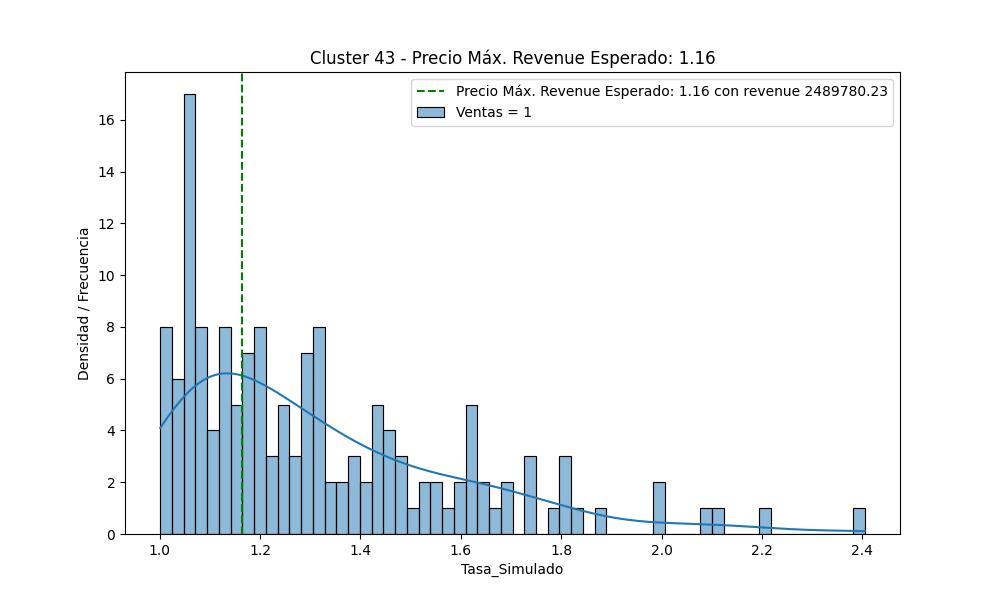 Cluster 43 - Precio Máx. Revenue Esperado: 1.16
Precio Máx. Revenue Esperado: 1.16 con revenue 2489780.23
Ventas = 1
Densidad / Frecuencia
16
14
12
10
8
6
4
2
0
1.0 1.2 1.4 1.6 1.8 2.0 2.2 2.4
Tasa_Simulado